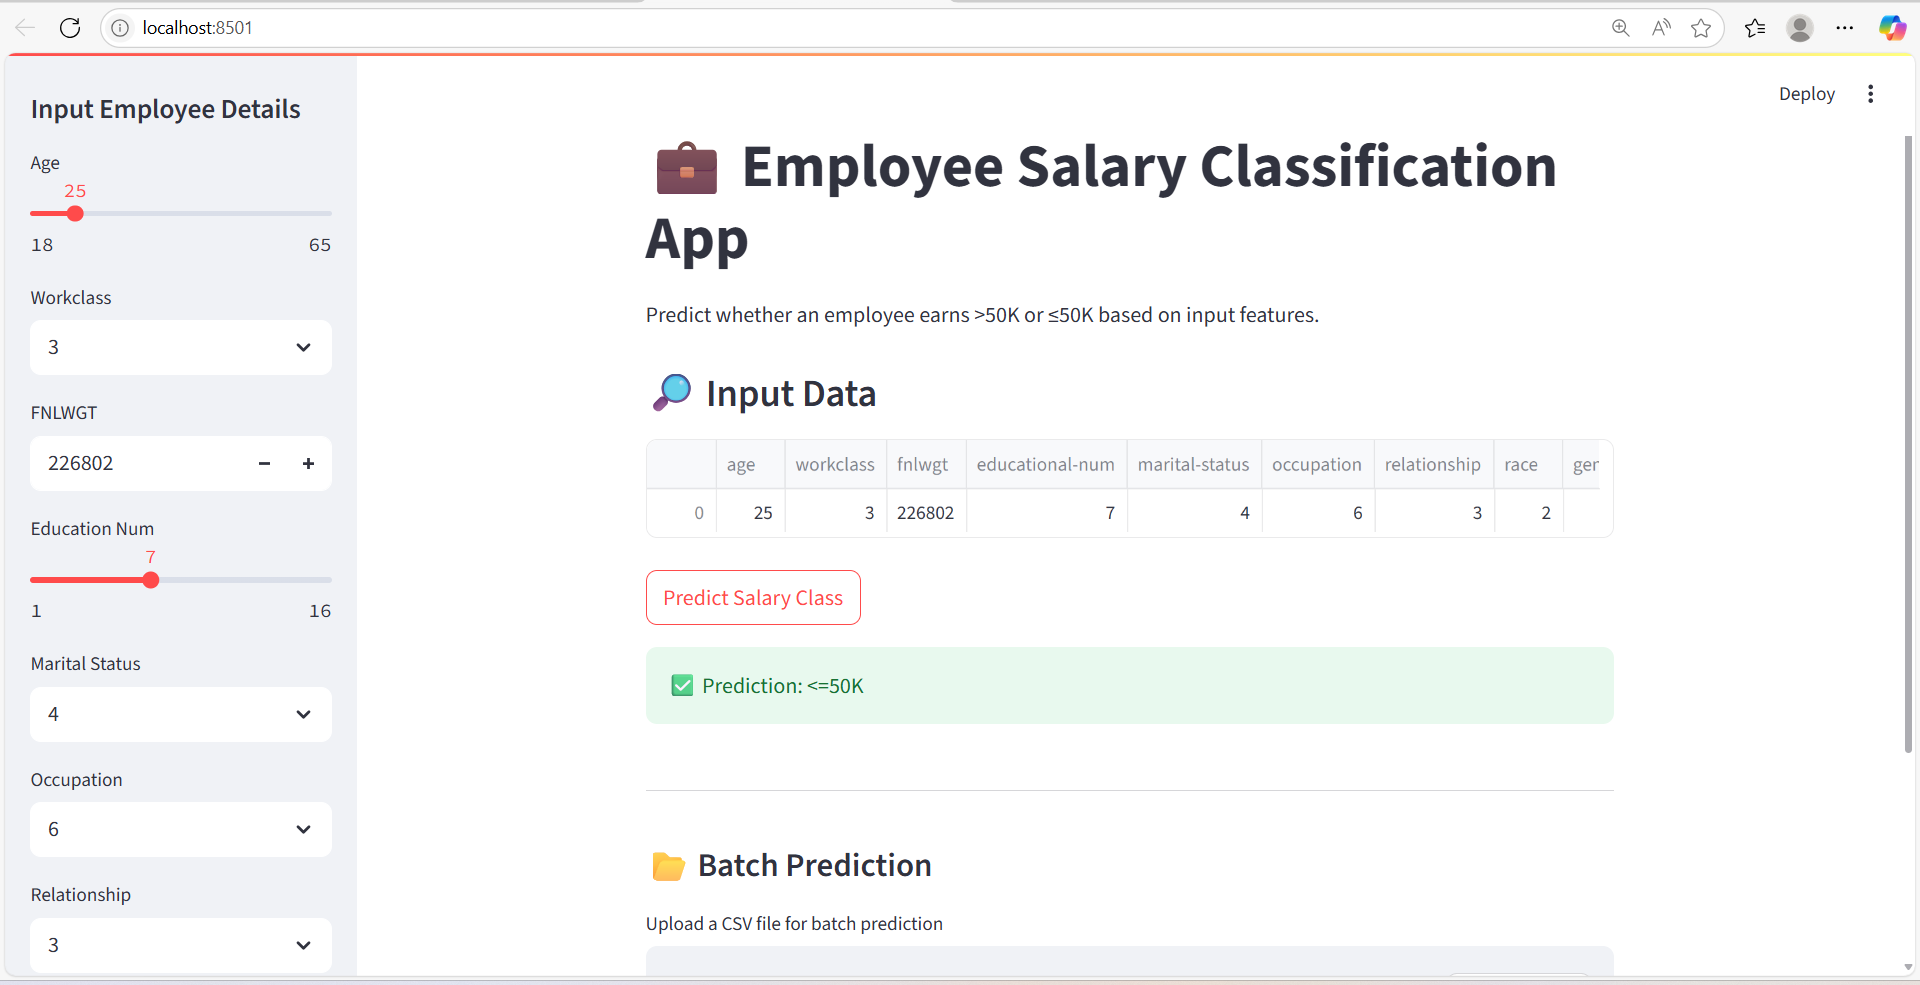 localhost:8501
Deploy
Input Employee Details
Age
25
18 65
Workclass
3
FNLWGT
226802
Education Num
7
1 16
Marital Status
4
Occupation
6
Relationship
3
Employee Salary Classification
App
Predict whether an employee earns >50K or ≤50K based on input features.
Input Data
age workclass fnlwgt educational-num marital-status occupation relationship race ger
0 25 3 226802 7 4 6 3 2
Predict Salary Class
Prediction: <=50K
Batch Prediction
Upload a CSV file for batch prediction